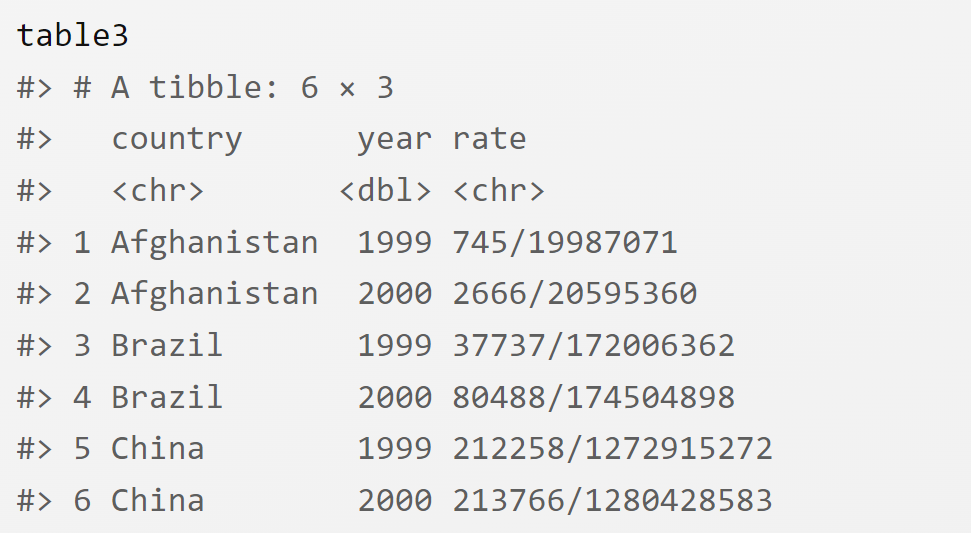 table3
#> # A tibble: 6 × 3
#>   country      year rate
#>   <chr>       <dbl> <chr>
#> 1 Afghanistan  1999 745/19987071
#> 2 Afghanistan  2000 2666/20595360
#> 3 Brazil       1999 37737/172006362
#> 4 Brazil       2000 80488/174504898
#> 5 China        1999 212258/1272915272
#> 6 China        2000 213766/1280428583